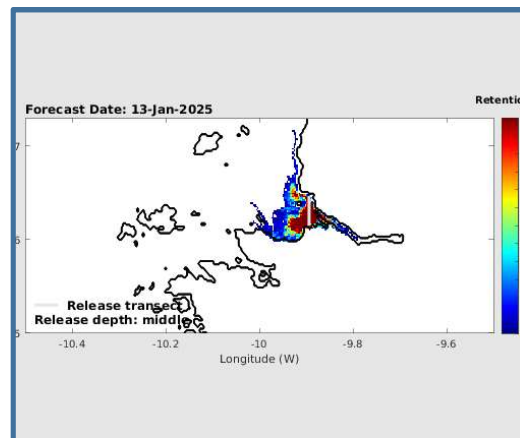 Retentio
Forecast Date: 13-Jan-2025
7
6
5
Release transect
Release depth: middle
-10.4 -10.2 -10 -9.8 -9.6
Longitude (W)